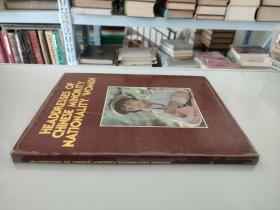 HEADDRESSES OF
CHINESE MINORITY
NATIONALITY WOMEN
HEADDRESSES OF CHINESE MINORITY NATIONALITY WOMEN